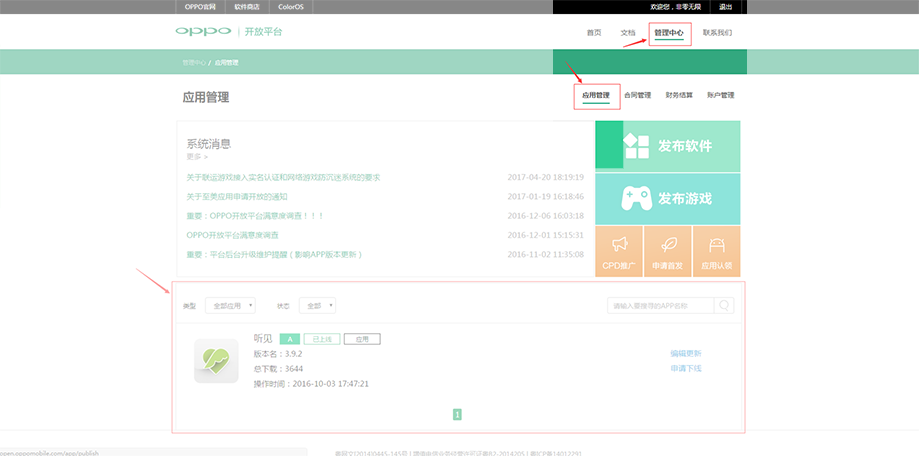 OPPO官网 软件商店 ColorOS 欢迎您，非零无限 退出
oppo 开放平台 首页 文档 管理中心 联系我们
管理中心 / 应用管理
应用管理 应用管理 合同管理 财务结算 账户管理
系统消息
更多 >
关于联运游戏接入实名认证和网络游戏防沉迷系统的要求 2017-04-20 18:19:19
关于至类应用申请开放的通知 2017-01-19 16:18:46
重要：OPPO开放平台满意度调查！！！ 2016-12-06 16:03:18
OPPO开放平台满意度调查 2016-12-01 15:15:31
重要：平台后台升级维护提醒（影响APP版本更新） 2016-11-02 11:35:08
发布软件
发布游戏
CPD推广 申请首发 应用认领
类型 全部应用 状态 全部 请输入要搜索的APP名称
听见 A 已上线 应用
版本名：3.9.2 编辑更新
总下载：3644 申请下线
操作时间：2016-10-03 17:47:21
1
open.oppomobile.com/app/publish